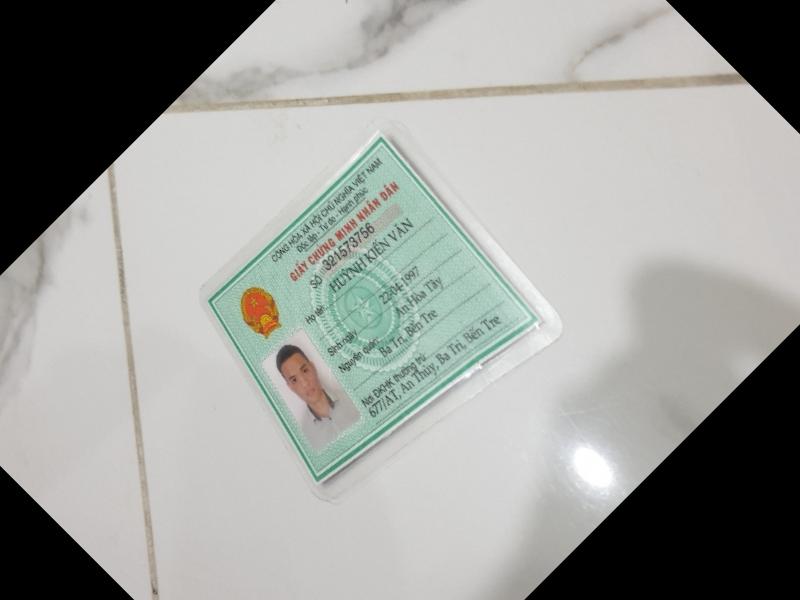 CỘNG HÒA XÃ HỘI CHỦ NGHĨA VIỆT NAM
Độc lập - Tự do - Hạnh phúc
GIẤY CHỨNG MINH NHÂN DÂN
SỐ 321573756
Họ tên: HUỲNH KIẾN VĂN
Sinh ngày 22-04-1997
Nguyên quán An Hòa Tây
Ba Tri, Bến Tre
Nơi ĐKHK thường trú
677/AT, An Thủy, Ba Tri, Bến Tre